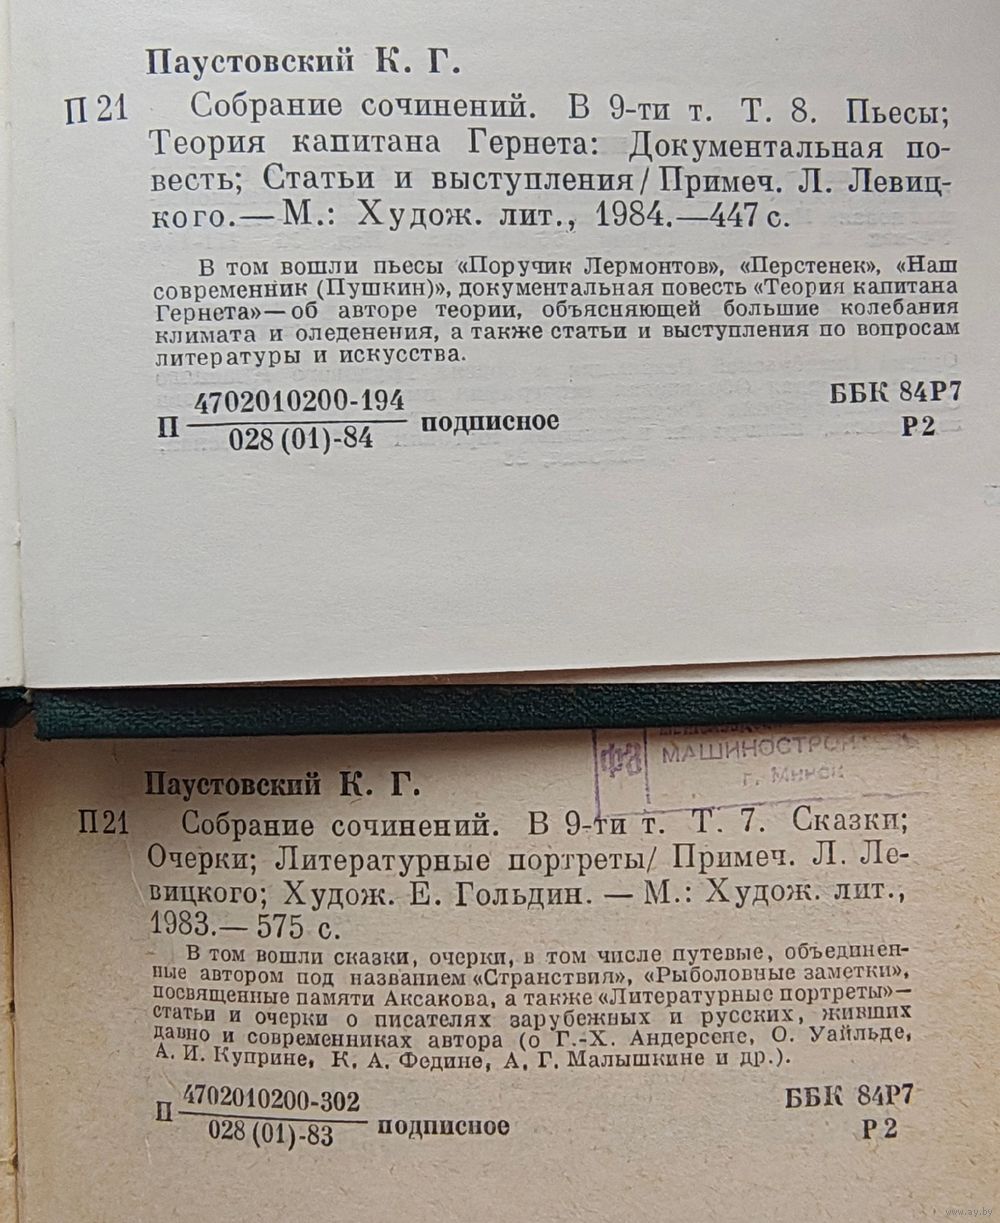 Паустовский К. Г.
П 21 Собрание сочинений. В 9-ти т. Т. 8. Пьесы;
Теория капитана Гернета: Документальная по-
весть; Статьи и выступления / Примеч. Л. Левиц-
кого.— М.: Худож. лит., 1984.—447 с.
В том вошли пьесы «Поручик Лермонтов», «Перстенек», «Наш
современник (Пушкин)», документальная повесть «Теория капитана
Гернета»—об авторе теории, объясняющей большие колебания
климата и оледенения, а также статьи и выступления по вопросам
литературы и искусства.
П 4702010200-194 подписное
028 (01)-84
ББК 84Р7
Р2
МАШИНОСТРОИ
г. Минск
Паустовский К. Г.
П21 Собрание сочинений. В 9-ти т. Т. 7. Сказки;
Очерки; Литературные портреты/ Примеч. Л. Ле-
вицкого; Худож. Е. Гольдин. — М.: Худож. лит.,
1983.— 575 с.
В том вошли сказки, очерки, в том числе путевые, объединен-
ные автором под названием «Странствия», «Рыболовные заметки»,
посвященные памяти Аксакова, а также «Литературные портреты»—
статьи и очерки о писателях зарубежных и русских, живших
давно и современниках автора (о Г.-Х. Андерсене, О. Уайльде,
А. И. Куприне, К. А. Федине, А. Г. Малышкине и др.).
П 4702010200-302 подписное
028 (01)-83
ББК 84Р7
Р2
www.ay.by